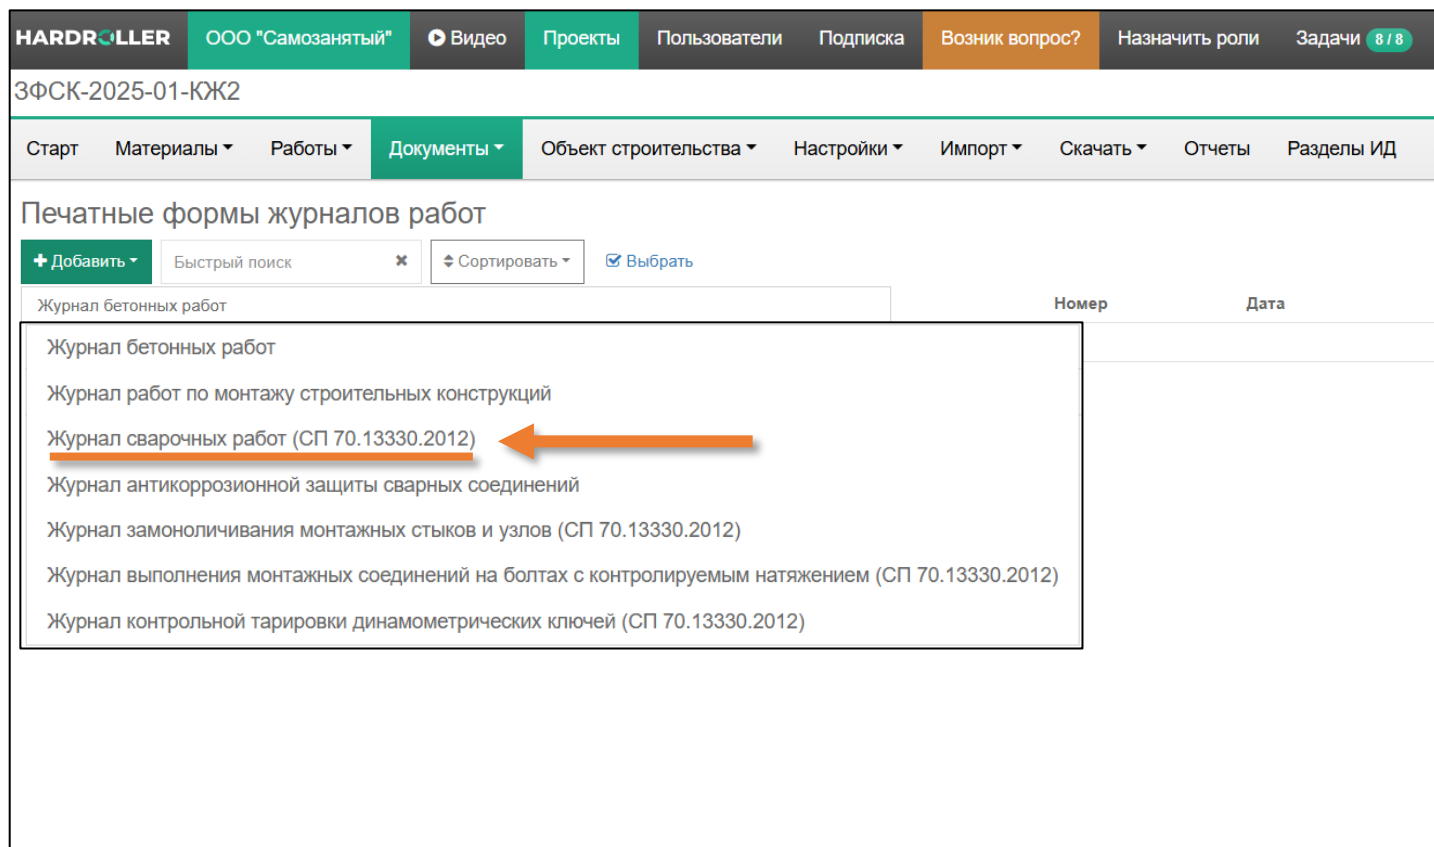 HARDROLLER ООО "Самозанятый" Видео Проекты Пользователи Подписка Возник вопрос? Назначить роли Задачи 8 / 8
ЗФСК-2025-01-КЖ2
Старт Материалы Работы Документы Объект строительства Настройки Импорт Скачать Отчеты Разделы ИД
Печатные формы журналов работ
Добавить Быстрый поиск Сортировать Выбрать
Журнал бетонных работ Номер Дата
Журнал бетонных работ
Журнал работ по монтажу строительных конструкций
Журнал сварочных работ (СП 70.13330.2012)
Журнал антикоррозионной защиты сварных соединений
Журнал замоноличивания монтажных стыков и узлов (СП 70.13330.2012)
Журнал выполнения монтажных соединений на болтах с контролируемым натяжением (СП 70.13330.2012)
Журнал контрольной тарировки динамометрических ключей (СП 70.13330.2012)